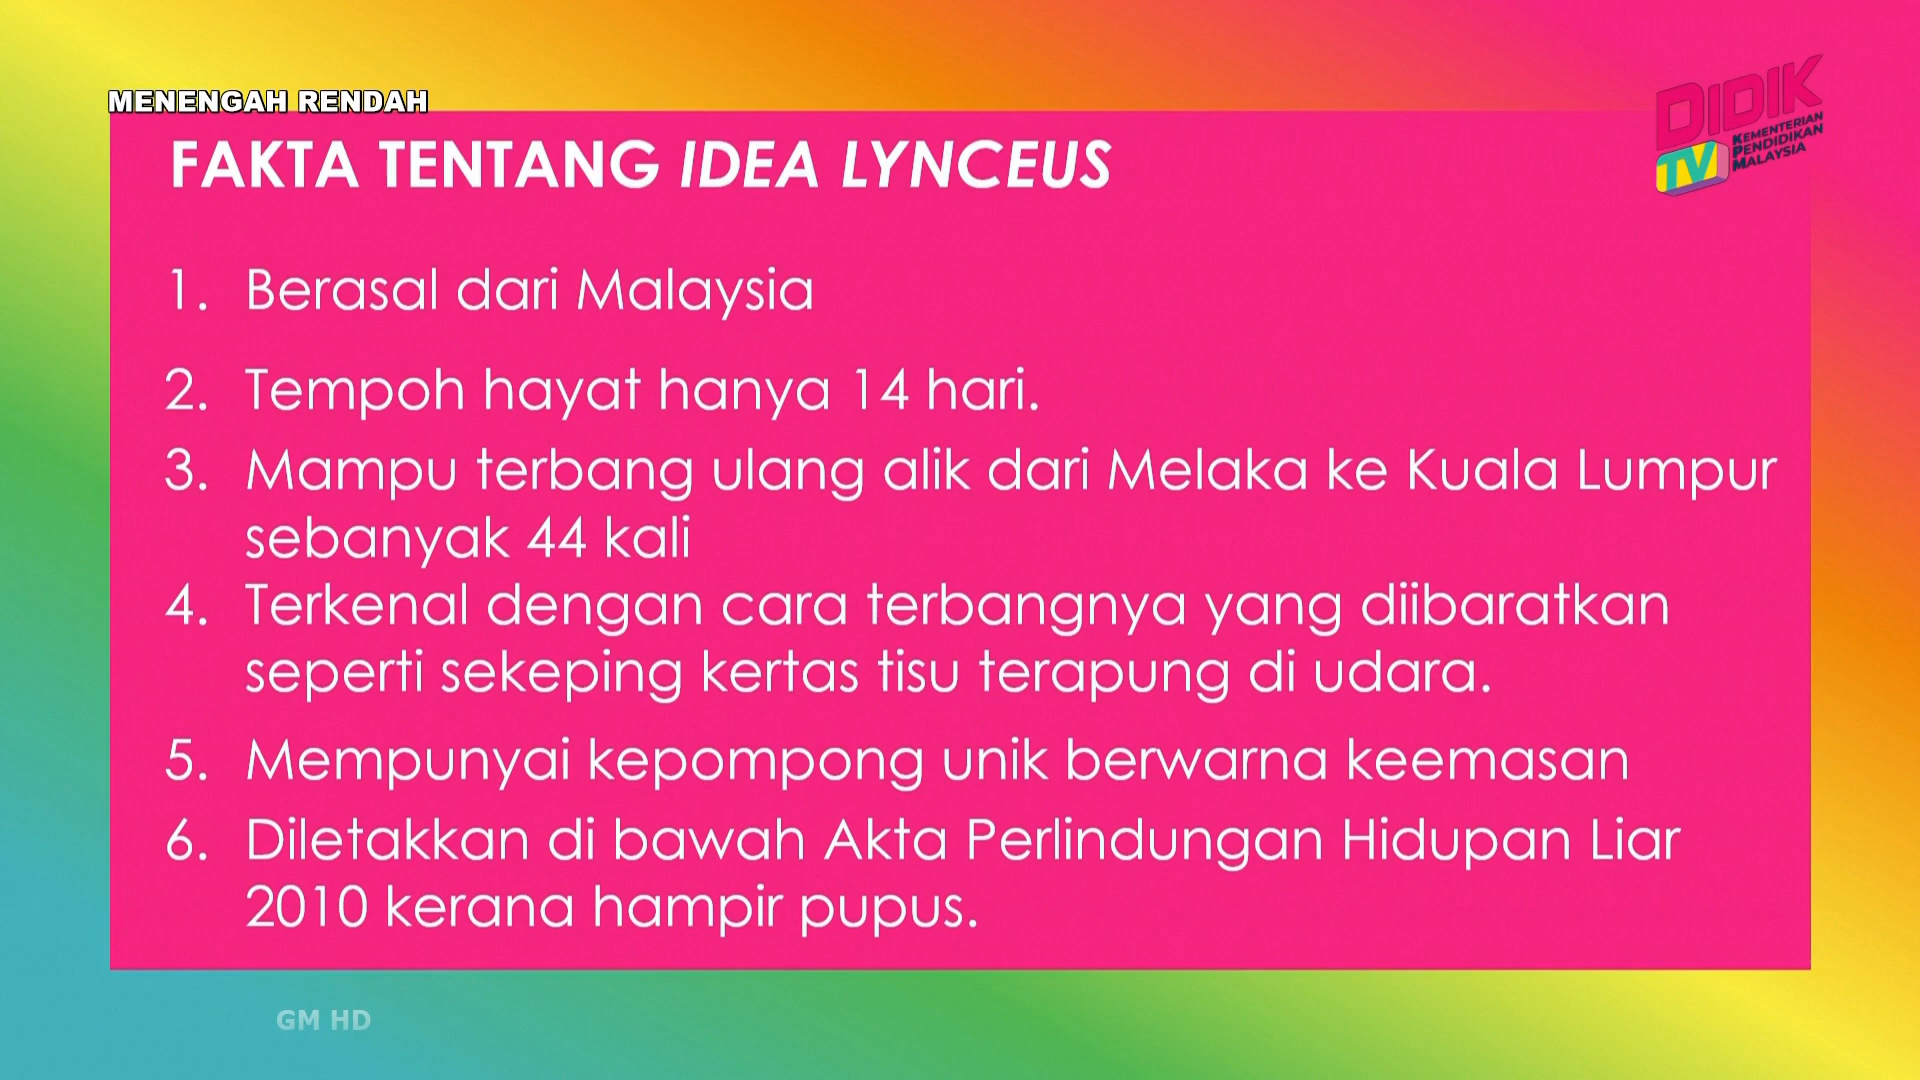 MENENGAH RENDAH
DIDIK
TV
KEMENTERIAN
PENDIDIKAN
MALAYSIA
FAKTA TENTANG IDEA LYNCEUS
1. Berasal dari Malaysia
2. Tempoh hayat hanya 14 hari.
3. Mampu terbang ulang alik dari Melaka ke Kuala Lumpur
sebanyak 44 kali
4. Terkenal dengan cara terbangnya yang diibaratkan
seperti sekeping kertas tisu terapung di udara.
5. Mempunyai kepompong unik berwarna keemasan
6. Diletakkan di bawah Akta Perlindungan Hidupan Liar
2010 kerana hampir pupus.
GM HD